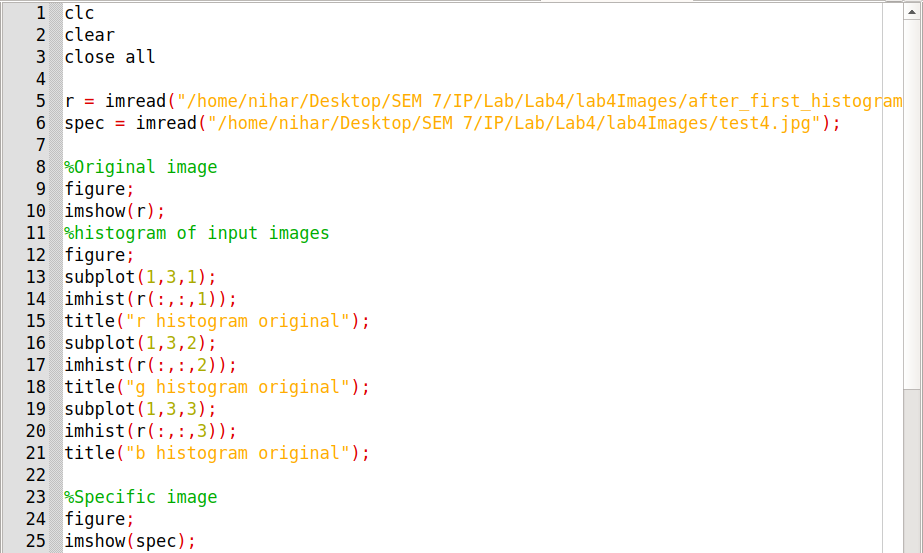 1 clc
2 clear
3 close all
4
5 r = imread("/home/nihar/Desktop/SEM 7/IP/Lab/Lab4/lab4Images/after_first_histogram
6 spec = imread("/home/nihar/Desktop/SEM 7/IP/Lab/Lab4/lab4Images/test4.jpg");
7
8 %Original image
9 figure;
10 imshow(r);
11 %histogram of input images
12 figure;
13 subplot(1,3,1);
14 imhist(r(:,:,1));
15 title("r histogram original");
16 subplot(1,3,2);
17 imhist(r(:,:,2));
18 title("g histogram original");
19 subplot(1,3,3);
20 imhist(r(:,:,3));
21 title("b histogram original");
22
23 %Specific image
24 figure;
25 imshow(spec);